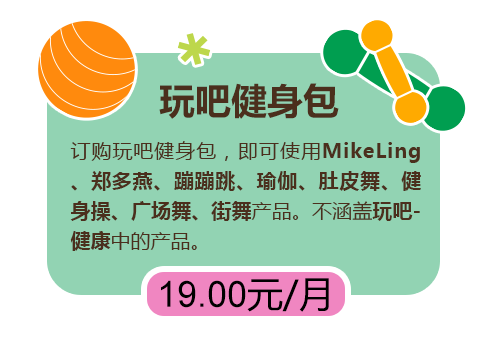 玩吧健身包
订购玩吧健身包，即可使用MikeLing
、郑多燕、蹦蹦跳、瑜伽、肚皮舞、健
身操、广场舞、街舞产品。不涵盖玩吧-
健康中的产品。
19.00元/月